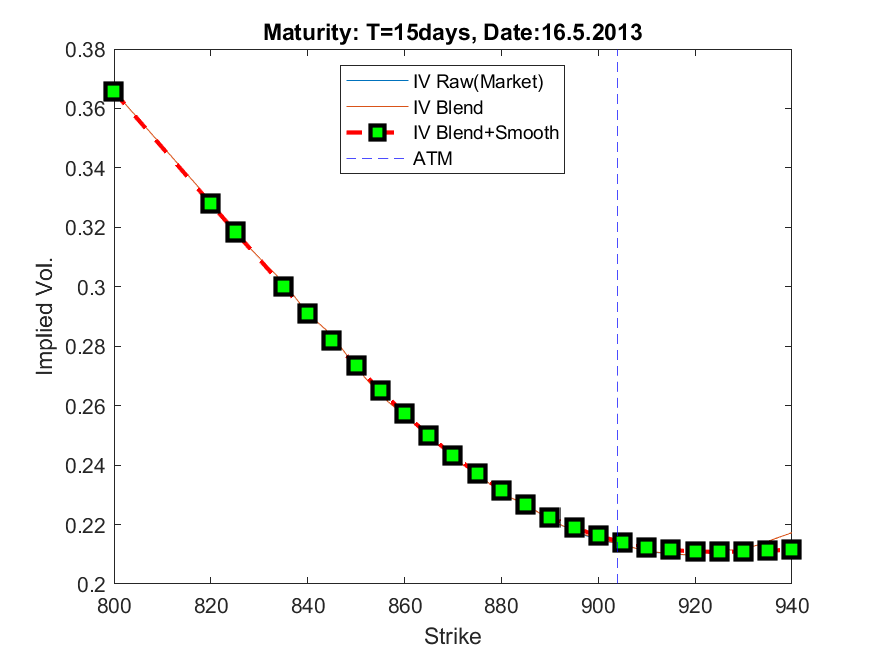 Maturity: T=15days, Date:16.5.2013
0.38
0.36
0.34
0.32
0.3
0.28
0.26
0.24
0.22
0.2
Implied Vol.
IV Raw(Market)
IV Blend
IV Blend+Smooth
ATM
800 820 840 860 880 900 920 940
Strike